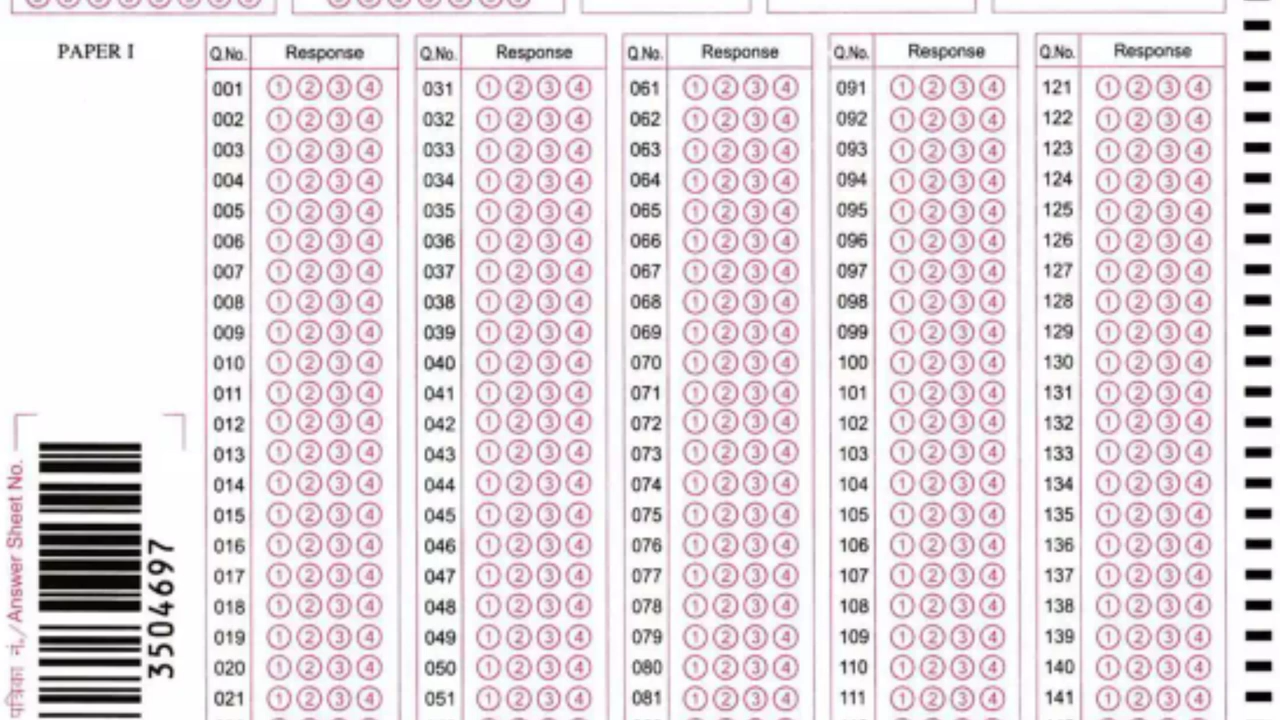 PAPER I
Q.No. Response Q.No. Response Q.No. Response Q.No. Response Q.No. Response
001 1 2 3 4 031 1 2 3 4 061 1 2 3 4 091 1 2 3 4 121 1 2 3 4
002 1 2 3 4 032 1 2 3 4 062 1 2 3 4 092 1 2 3 4 122 1 2 3 4
003 1 2 3 4 033 1 2 3 4 063 1 2 3 4 093 1 2 3 4 123 1 2 3 4
004 1 2 3 4 034 1 2 3 4 064 1 2 3 4 094 1 2 3 4 124 1 2 3 4
005 1 2 3 4 035 1 2 3 4 065 1 2 3 4 095 1 2 3 4 125 1 2 3 4
006 1 2 3 4 036 1 2 3 4 066 1 2 3 4 096 1 2 3 4 126 1 2 3 4
007 1 2 3 4 037 1 2 3 4 067 1 2 3 4 097 1 2 3 4 127 1 2 3 4
008 1 2 3 4 038 1 2 3 4 068 1 2 3 4 098 1 2 3 4 128 1 2 3 4
009 1 2 3 4 039 1 2 3 4 069 1 2 3 4 099 1 2 3 4 129 1 2 3 4
010 1 2 3 4 040 1 2 3 4 070 1 2 3 4 100 1 2 3 4 130 1 2 3 4
011 1 2 3 4 041 1 2 3 4 071 1 2 3 4 101 1 2 3 4 131 1 2 3 4
012 1 2 3 4 042 1 2 3 4 072 1 2 3 4 102 1 2 3 4 132 1 2 3 4
013 1 2 3 4 043 1 2 3 4 073 1 2 3 4 103 1 2 3 4 133 1 2 3 4
014 1 2 3 4 044 1 2 3 4 074 1 2 3 4 104 1 2 3 4 134 1 2 3 4
015 1 2 3 4 045 1 2 3 4 075 1 2 3 4 105 1 2 3 4 135 1 2 3 4
016 1 2 3 4 046 1 2 3 4 076 1 2 3 4 106 1 2 3 4 136 1 2 3 4
017 1 2 3 4 047 1 2 3 4 077 1 2 3 4 107 1 2 3 4 137 1 2 3 4
018 1 2 3 4 048 1 2 3 4 078 1 2 3 4 108 1 2 3 4 138 1 2 3 4
019 1 2 3 4 049 1 2 3 4 079 1 2 3 4 109 1 2 3 4 139 1 2 3 4
020 1 2 3 4 050 1 2 3 4 080 1 2 3 4 110 1 2 3 4 140 1 2 3 4
021 1 2 3 4 051 1 2 3 4 081 1 2 3 4 111 1 2 3 4 141 1 2 3 4
पत्रिका नं./Answer Sheet No.
3504697